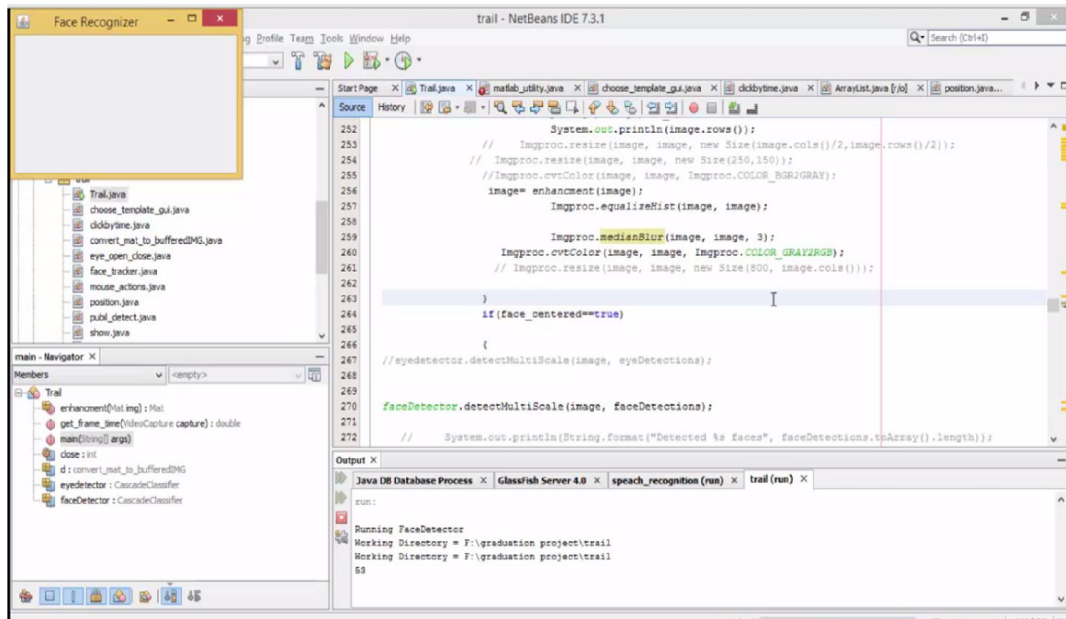 Face Recognizer
trail - NetBeans IDE 7.3.1
Profile Team Tools Window Help
Search (Ctrl+I)
Start Page Trail.java matlab_utility.java choose_template_gui.java clickbytime.java ArrayList.java [r/o] position.java...
Source History
252 System.out.println(image.rows());
253 // Imgproc.resize(image, image, new Size(image.cols()/2,image.rows()/2));
254 // Imgproc.resize(image, image, new Size(250,150));
255 //Imgproc.cvtColor(image, image, Imgproc.COLOR_BGR2GRAY);
256 image= enhancment(image);
257 Imgproc.equalizeHist(image, image);
258
259 Imgproc.medianBlur(image, image, 3);
260 Imgproc.cvtColor(image, image, Imgproc.COLOR_GRAY2RGB);
261 // Imgproc.resize(image, image, new Size(800, image.cols()));
262
263 }
264 if(face_centered==true)
265
266 {
267 //eyedetector.detectMultiScale(image, eyeDetections);
268
269
270 faceDetector.detectMultiScale(image, faceDetections);
271
272 // System.out.println(String.format("Detected %s faces", faceDetections.toArray().length));
Trail.java
choose_template_gui.java
clickbytime.java
convert_mat_to_bufferedIMG.java
eye_open_close.java
face_tracker.java
mouse_actions.java
position.java
pubil_detect.java
show.java
main - Navigator
Members <empty>
Trail
enhancment(Mat img) : Mat
get_frame_time(VideoCapture capture) : double
main(String[] args)
close : int
d : convert_mat_to_bufferedIMG
eyedetector : CascadeClassifier
faceDetector : CascadeClassifier
Output
Java DB Database Process GlassFish Server 4.0 speach_recognition (run) trail (run)
run:
Running FaceDetector
Working Directory = F:\graduation project\trail
Working Directory = F:\graduation project\trail
53